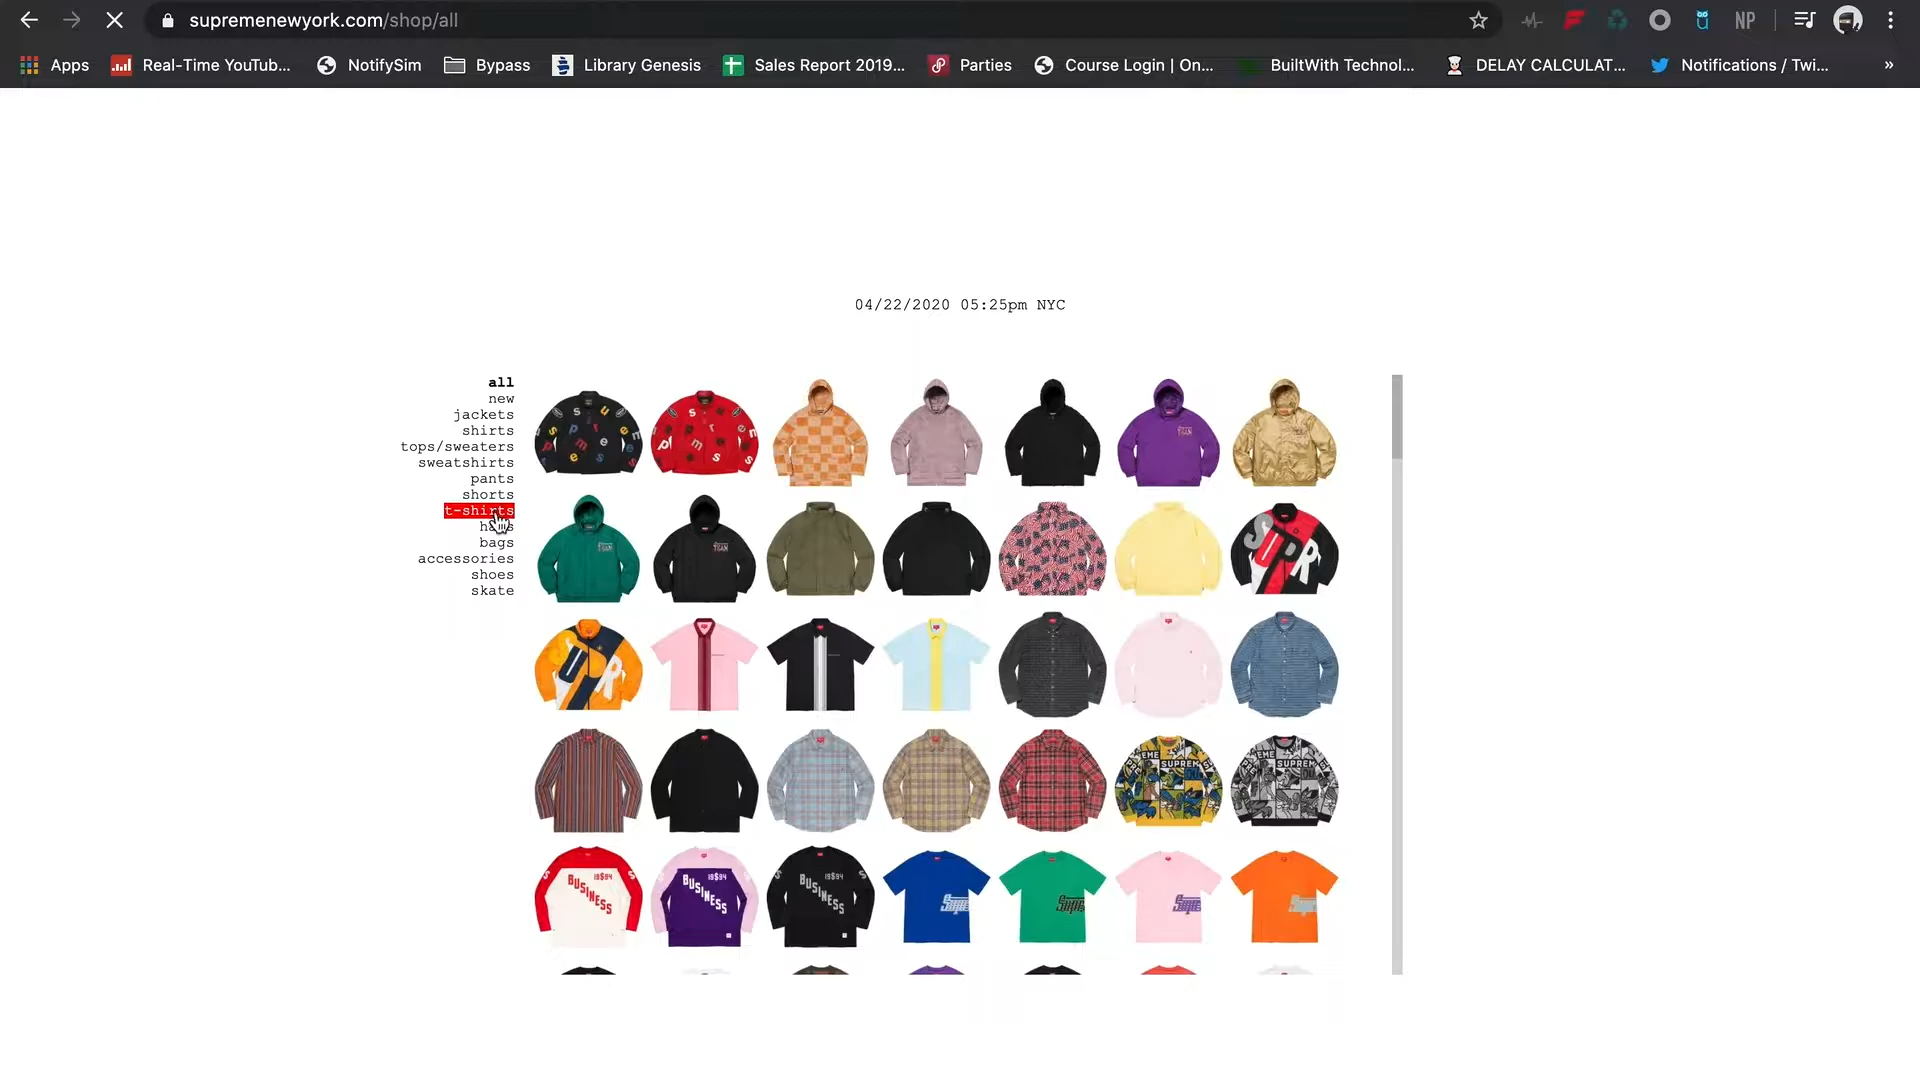 supremenewyork.com/shop/all
NP
Apps
Real-Time YouTub...
NotifySim
Bypass
Library Genesis
Sales Report 2019...
Parties
Course Login | On...
BuiltWith Technol...
DELAY CALCULAT...
Notifications / Twi...
»
04/22/2020 05:25pm NYC
all
new
jackets
shirts
tops/sweaters
sweatshirts
pants
shorts
t-shirts
hats
bags
accessories
shoes
skate
BUSINESS
BUSINESS
BUSINESS